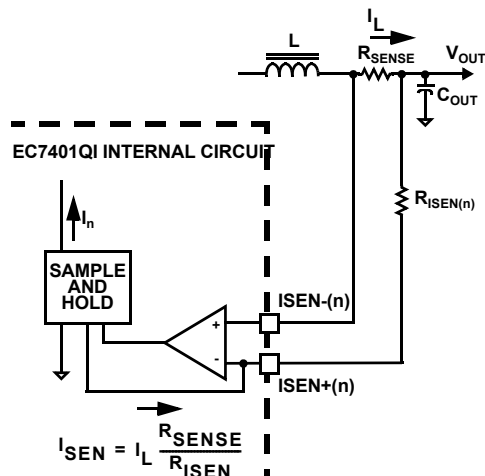 I_L
L
R_SENSE
V_OUT
C_OUT
EC7401QI INTERNAL CIRCUIT
R_ISEN(n)
I_n
SAMPLE
AND
HOLD
ISEN-(n)
+
-
ISEN+(n)
I_SEN = I_L R_SENSE / R_ISEN